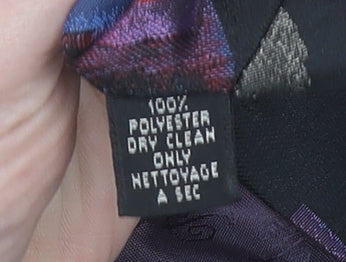 100%
POLYESTER
DRY CLEAN
ONLY
NETTOYAGE
A SEC